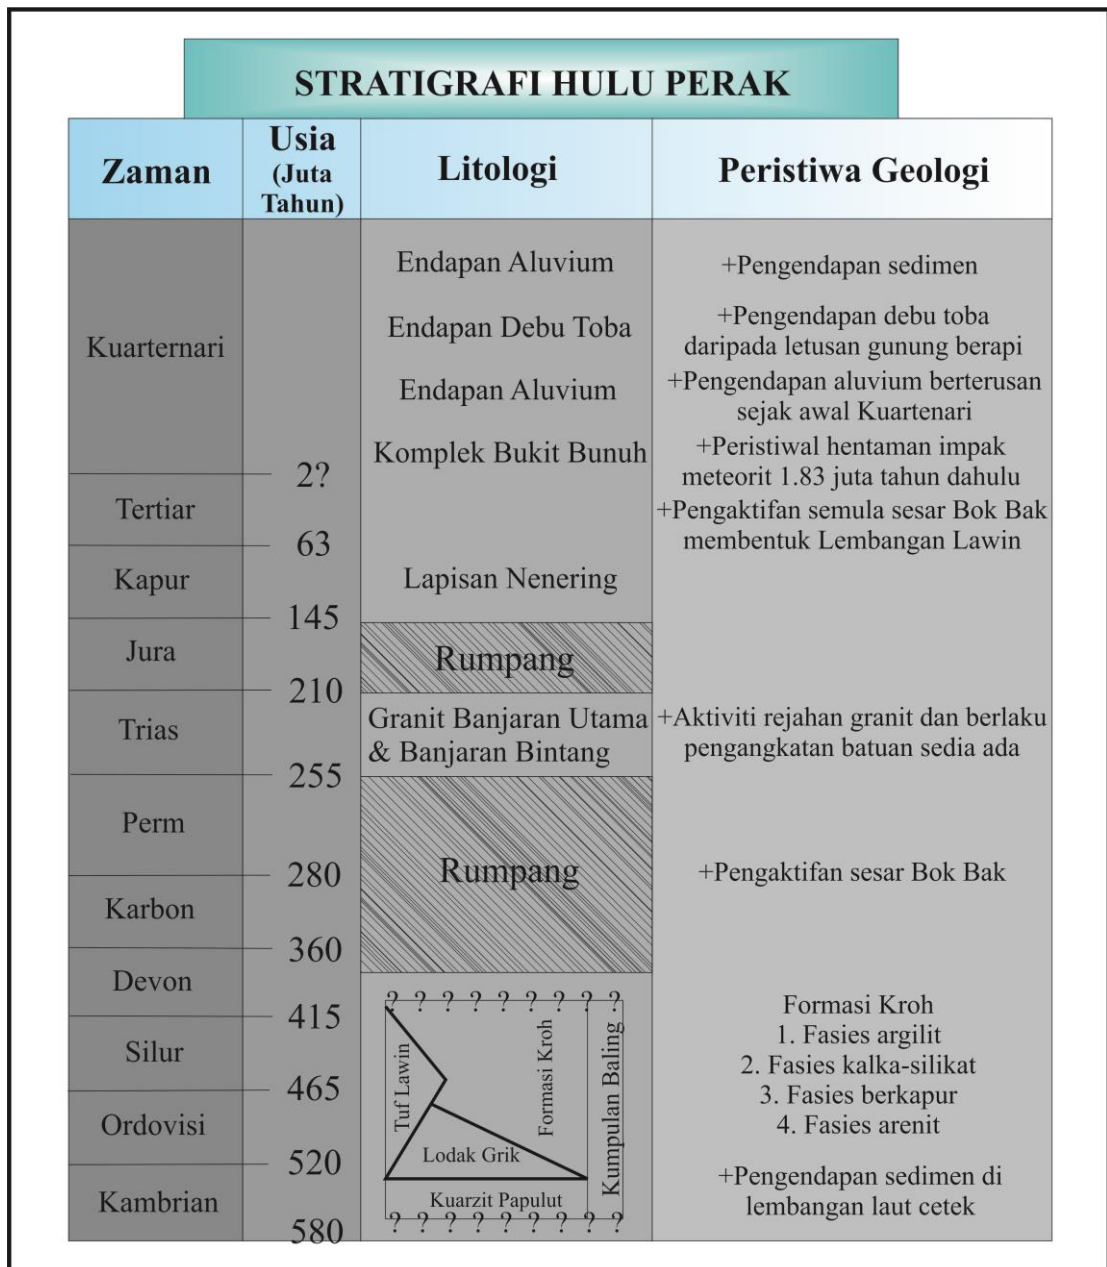 STRATIGRAFI HULU PERAK
Zaman
Usia
(Juta
Tahun)
Litologi
Peristiwa Geologi
Kuarternari
Endapan Aluvium
+Pengendapan sedimen
Endapan Debu Toba
+Pengendapan debu toba
daripada letusan gunung berapi
Endapan Aluvium
+Pengendapan aluvium berterusan
sejak awal Kuartenari
Komplek Bukit Bunuh
+Peristiwal hentaman impak
meteorit 1.83 juta tahun dahulu
2?
Tertiar
+Pengaktifan semula sesar Bok Bak
membentuk Lembangan Lawin
63
Kapur
Lapisan Nenering
145
Jura
Rumpang
210
Trias
Granit Banjaran Utama
& Banjaran Bintang
+Aktiviti rejahan granit dan berlaku
pengangkatan batuan sedia ada
255
Perm
Rumpang
280
+Pengaktifan sesar Bok Bak
Karbon
360
Devon
? ? ? ? ? ? ? ? ?
415
Silur
465
Ordovisi
Tuf Lawin
Formasi Kroh
Kumpulan Baling
Lodak Grik
Formasi Kroh
1. Fasies argilit
2. Fasies kalka-silikat
3. Fasies berkapur
4. Fasies arenit
520
Kambrian
Kuarzit Papulut
+Pengendapan sedimen di
lembangan laut cetek
? ? ? ? ? ? ? ? ?
580